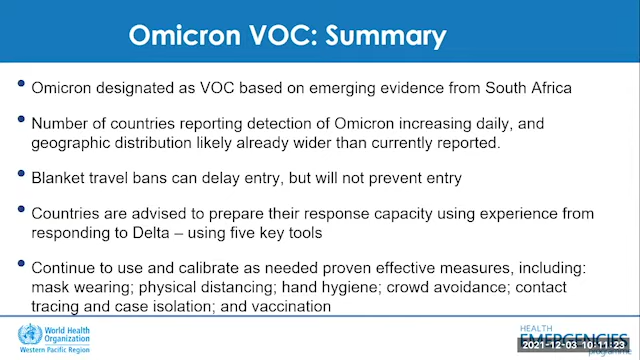 Omicron VOC: Summary
• Omicron designated as VOC based on emerging evidence from South Africa
• Number of countries reporting detection of Omicron increasing daily, and
geographic distribution likely already wider than currently reported.
• Blanket travel bans can delay entry, but will not prevent entry
• Countries are advised to prepare their response capacity using experience from
responding to Delta – using five key tools
• Continue to use and calibrate as needed proven effective measures, including:
mask wearing; physical distancing; hand hygiene; crowd avoidance; contact
tracing and case isolation; and vaccination
World Health
Organization
Western Pacific Region
HEALTH
EMERGENCIES
programme
2021-12-03 10:11:23